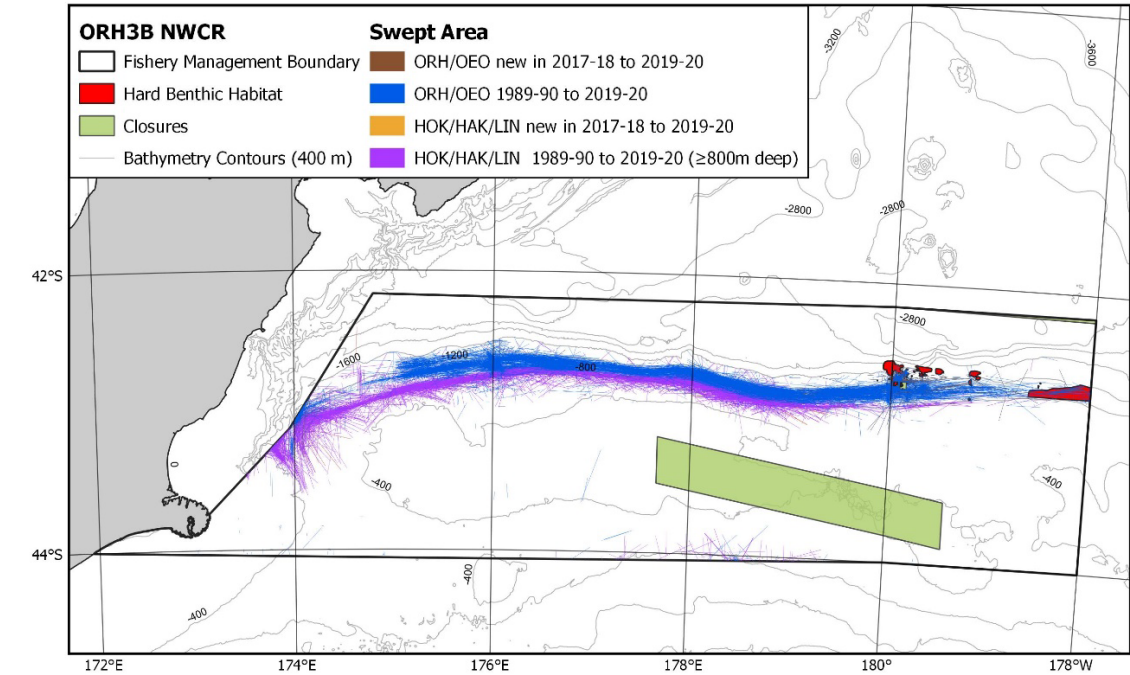 ORH3B NWCR
Fishery Management Boundary
Hard Benthic Habitat
Closures
Bathymetry Contours (400 m)
Swept Area
ORH/OEO new in 2017-18 to 2019-20
ORH/OEO 1989-90 to 2019-20
HOK/HAK/LIN new in 2017-18 to 2019-20
HOK/HAK/LIN 1989-90 to 2019-20 (≥800m deep)
-3200
-3600
-2800
-2800
42°S
-2800
-1600
-1200
-800
0
-400
-400
44°S
-400
-400
172°E
174°E
176°E
178°E
180°
178°W